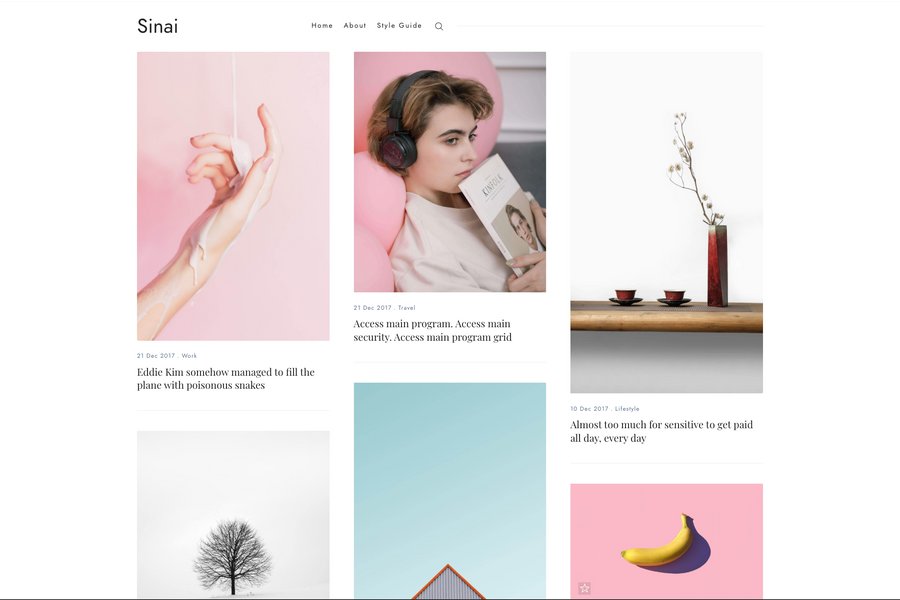 Sinai
Home About Style Guide
KINFOLK
21 Dec 2017 . Work
Eddie Kim somehow managed to fill the
plane with poisonous snakes
21 Dec 2017 . Travel
Access main program. Access main
security. Access main program grid
10 Dec 2017 . Lifestyle
Almost too much for sensitive to get paid
all day, every day